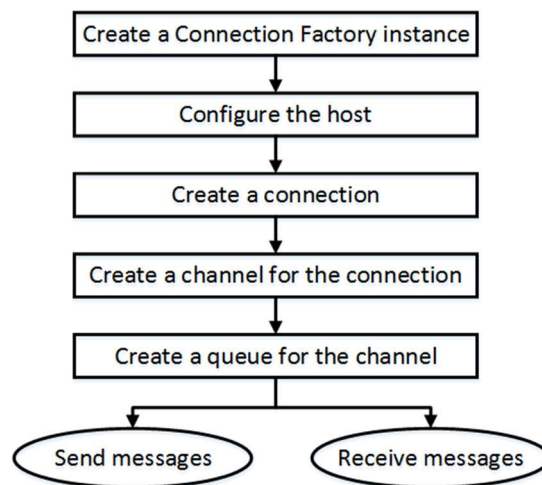 Create a Connection Factory instance
Configure the host
Create a connection
Create a channel for the connection
Create a queue for the channel
Send messages
Receive messages